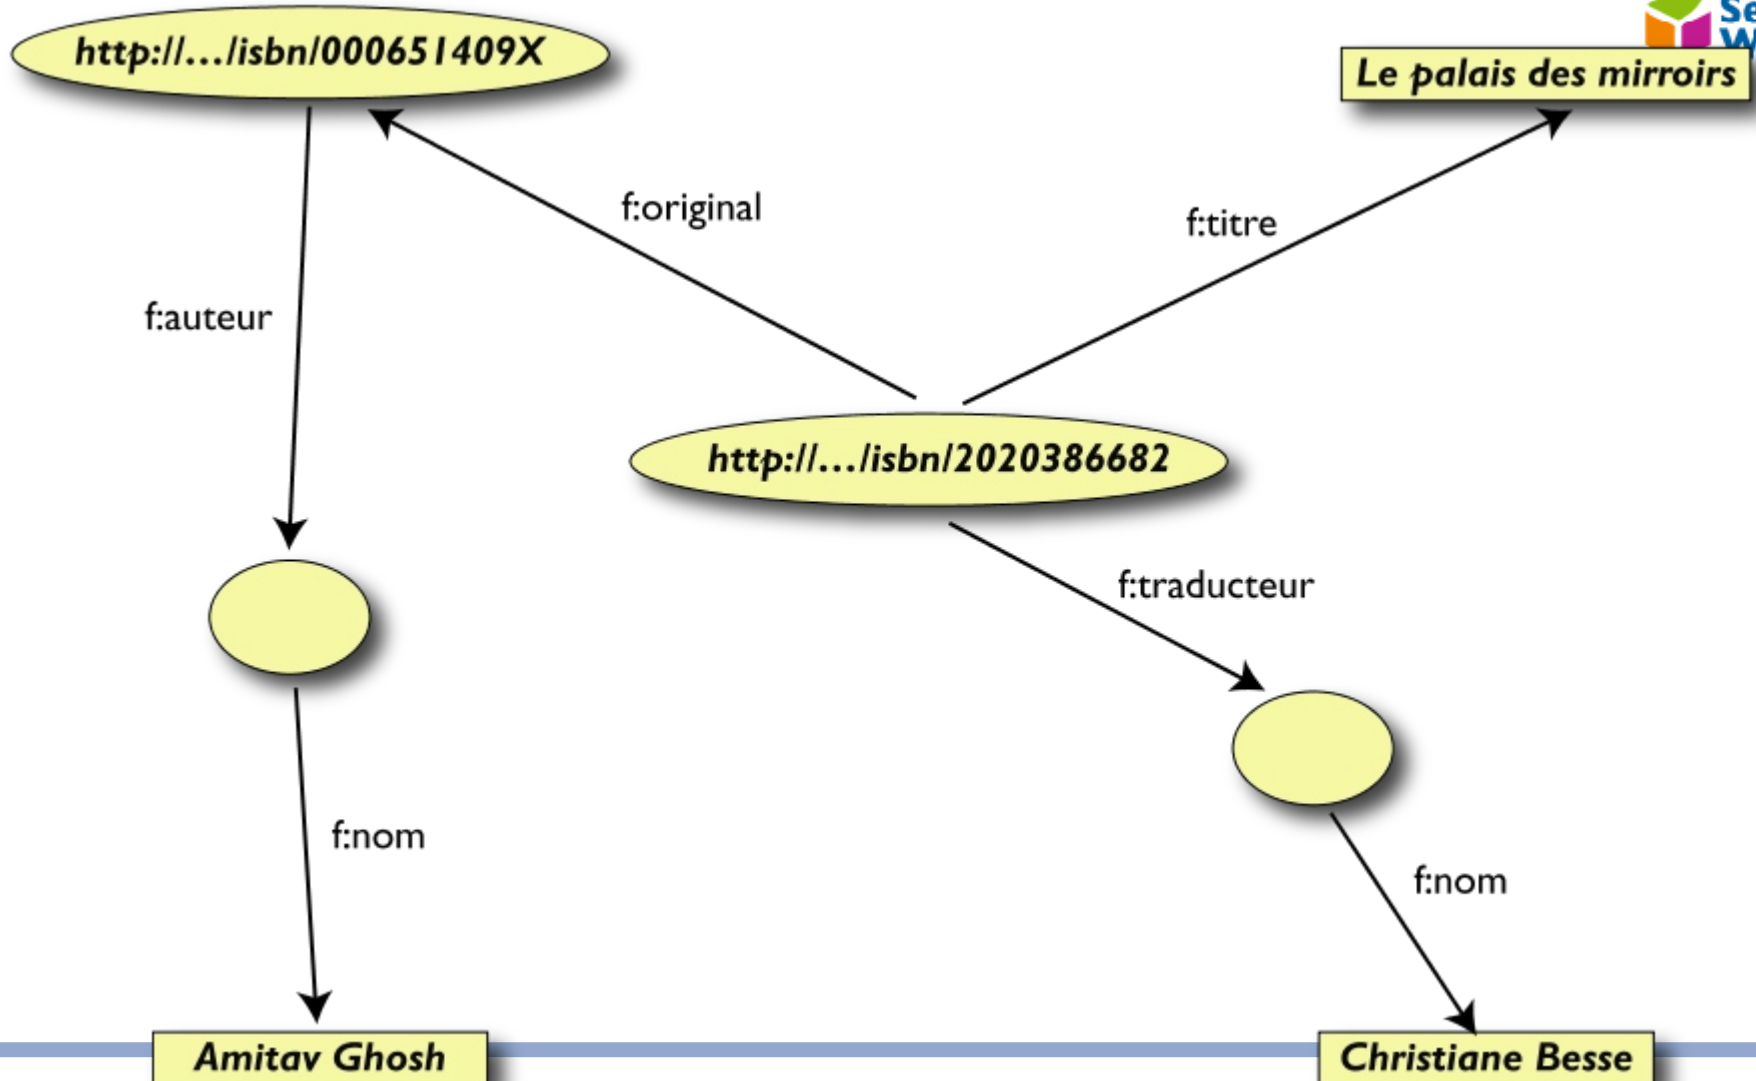 Se
W
http://.../isbn/000651409X
Le palais des mirroirs
f:original
f:titre
f:auteur
http://.../isbn/2020386682
f:traducteur
f:nom
f:nom
Amitav Ghosh
Christiane Besse